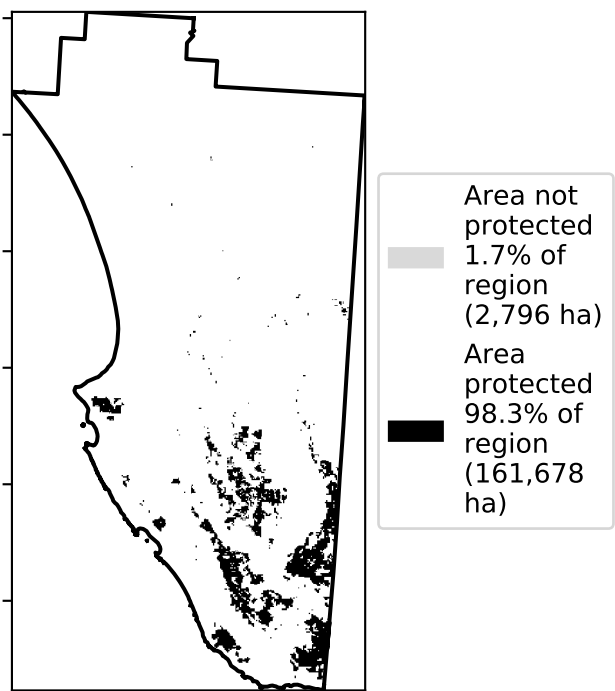 Area not
protected
1.7% of
region
(2,796 ha)
Area
protected
98.3% of
region
(161,678
ha)